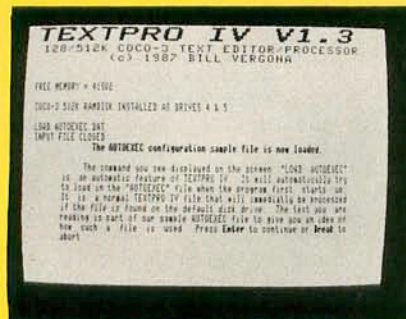 TEXTPRO IV V1.3
128/512K COCO-3 TEXT EDITOR/PROCESSOR
(c) 1987 BILL VERGONA
FREE MEMORY =
COCO-3 512K RAMDISK INSTALLED AS DRIVES 4 & 5
LOAD AUTOEXEC DAT
INPUT FILE CLOSED
The AUTOEXEC configuration sample file is now loaded.
The command you see displayed on the screen "LOAD AUTOEXEC"
is an automatic feature of TEXTPRO IV. It will automatically try
to load in the "AUTOEXEC" file when the program first starts up.
It is a normal TEXTPRO IV file that will immediatly be processed
if the file is found on the default disk drive. The text you are
reading is part of our sample AUTOEXEC file to give you an idea of
how such a file is used. Press Enter to continue or Break to
abort